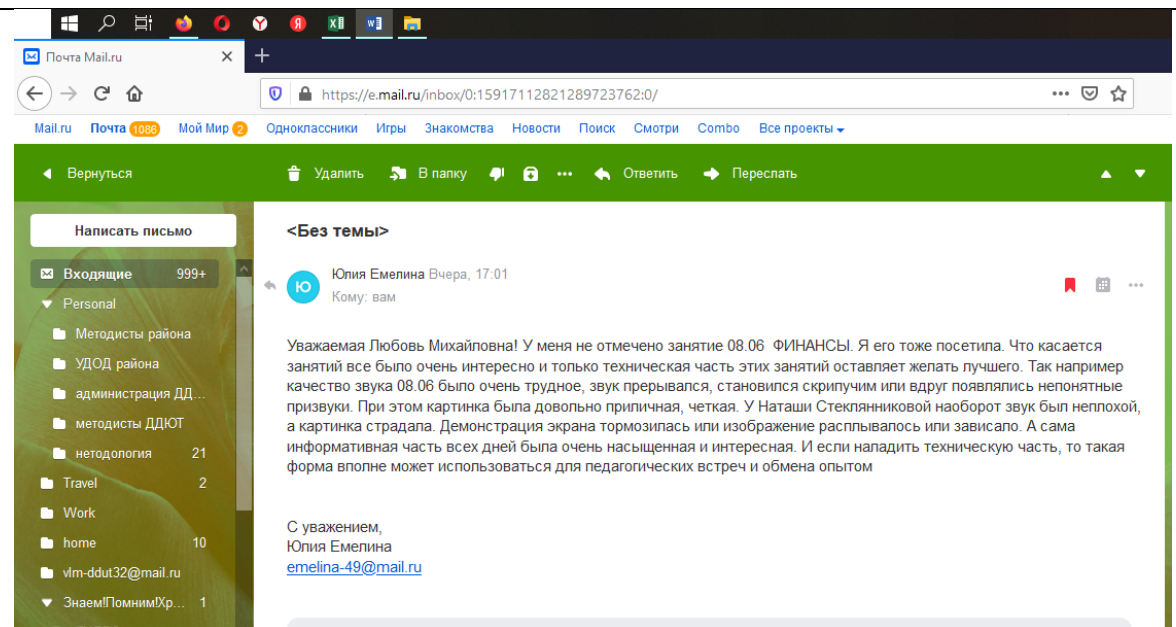 Почта Mail.ru
https://e.mail.ru/inbox/0:15917112821289723762:0/
Mail.ru Почта 1086 Мой Мир 2 Одноклассники Игры Знакомства Новости Поиск Смотри Combo Все проекты
Вернуться Удалить В папку Ответить Переслать
Написать письмо
<Без темы>
Входящие 999+
Personal
Методисты района
УДОД района
администрация ДД...
методисты ДДЮТ
нетодология 21
Travel 2
Work
home 10
vlm-ddut32@mail.ru
Знаем!Помним!Хр... 1
Ю
Юлия Емелина Вчера, 17:01
Кому: вам
Уважаемая Любовь Михайловна! У меня не отмечено занятие 08.06 ФИНАНСЫ. Я его тоже посетила. Что касается
занятий все было очень интересно и только техническая часть этих занятий оставляет желать лучшего. Так например
качество звука 08.06 было очень трудное, звук прерывался, становился скрипучим или вдруг появлялись непонятные
призвуки. При этом картинка была довольно приличная, четкая. У Наташи Стеклянниковой наоборот звук был неплохой,
а картинка страдала. Демонстрация экрана тормозилась или изображение расплывалось или зависало. А сама
информативная часть всех дней была очень насыщенная и интересная. И если наладить техническую часть, то такая
форма вполне может использоваться для педагогических встреч и обмена опытом
С уважением,
Юлия Емелина
emelina-49@mail.ru